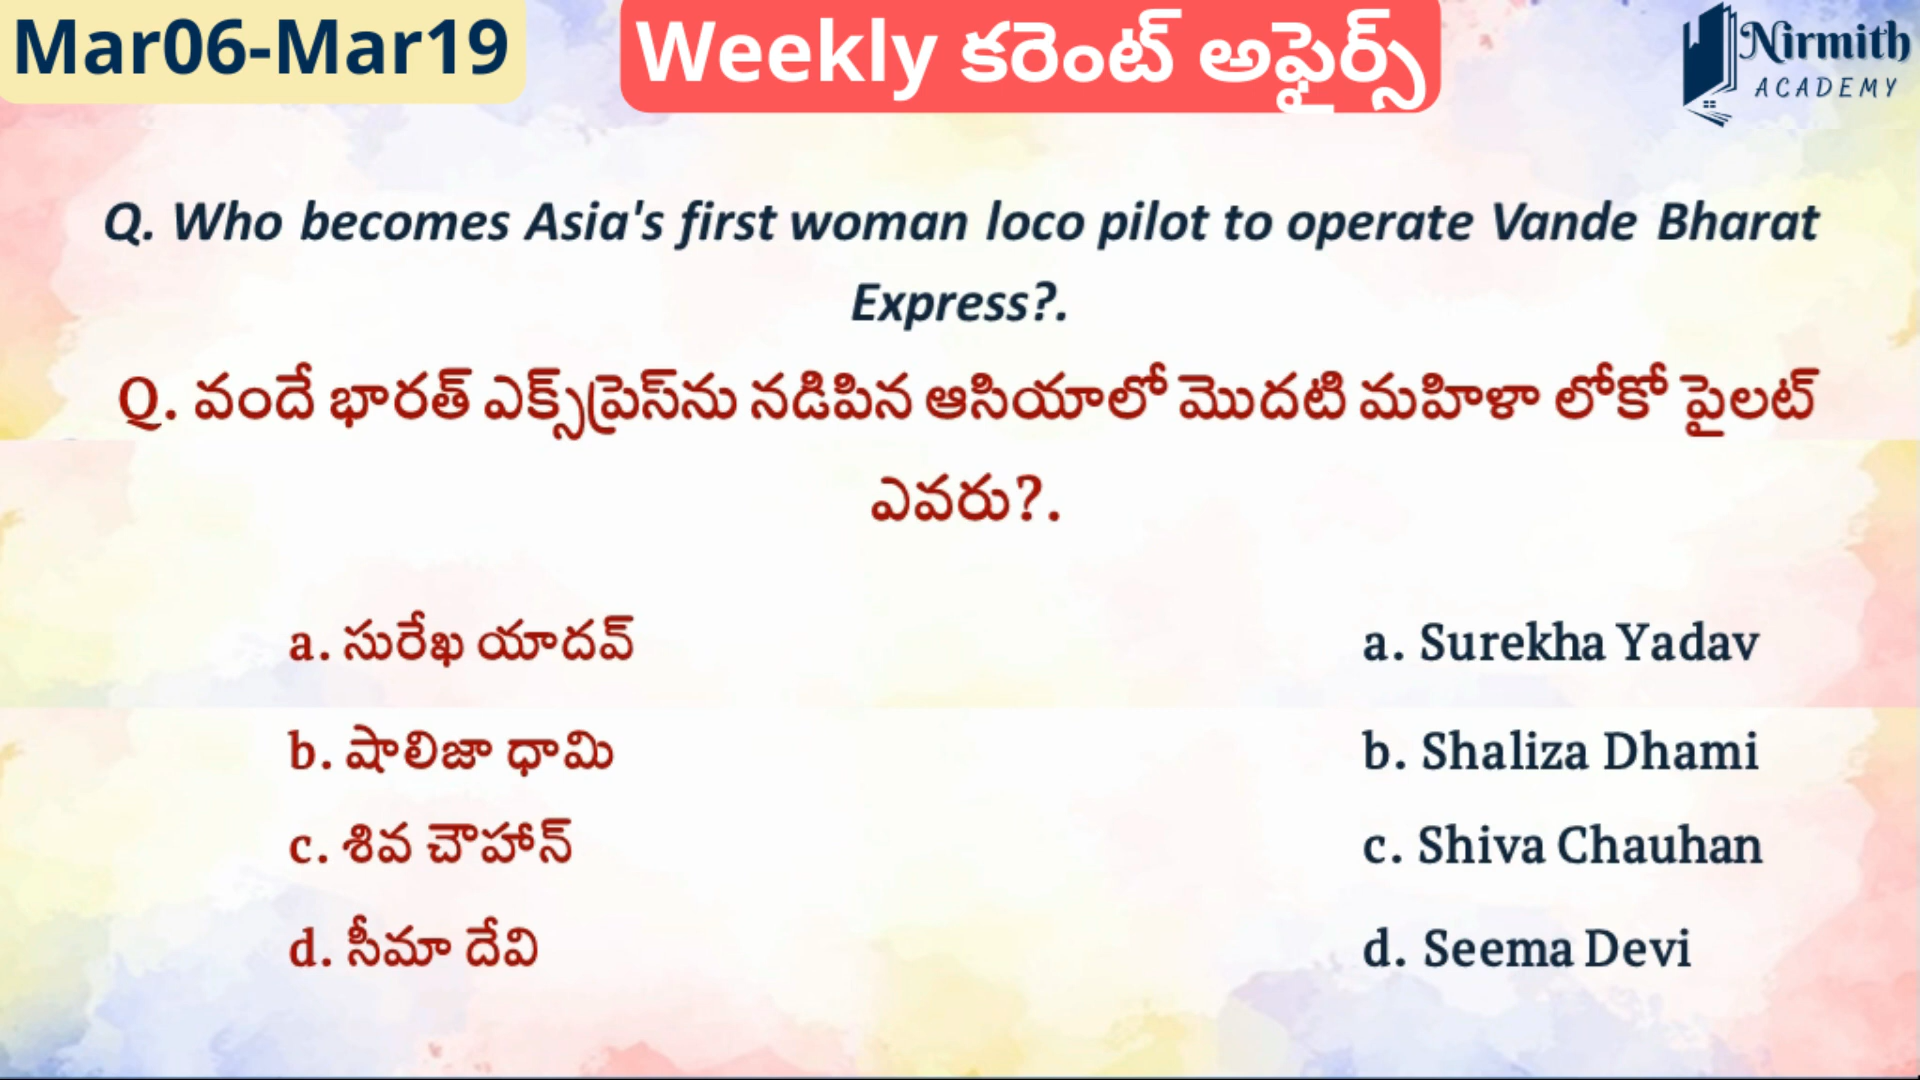 Mar06-Mar19
Weekly కరెంట్ అఫైర్స్
Nirmith
ACADEMY
Q. Who becomes Asia's first woman loco pilot to operate Vande Bharat
Express?.
Q. వందే భారత్ ఎక్స్‌ప్రెస్‌ను నడిపిన ఆసియాలో మొదటి మహిళా లోకో పైలట్
ఎవరు?.
a. సురేఖ యాదవ్
b. షాలిజా ధామి
c. శివ చౌహాన్
d. సీమా దేవి
a. Surekha Yadav
b. Shaliza Dhami
c. Shiva Chauhan
d. Seema Devi